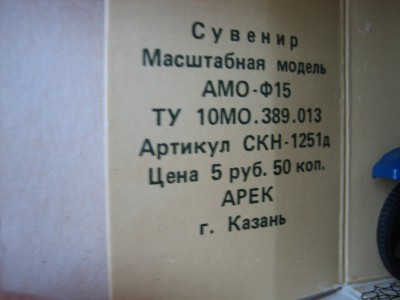 Сувенир
Масштабная модель
АМО-Ф15
ТУ 10МО.389.013
Артикул СКН-1251д
Цена 5 руб. 50 коп.
АРЕК
г. Казань